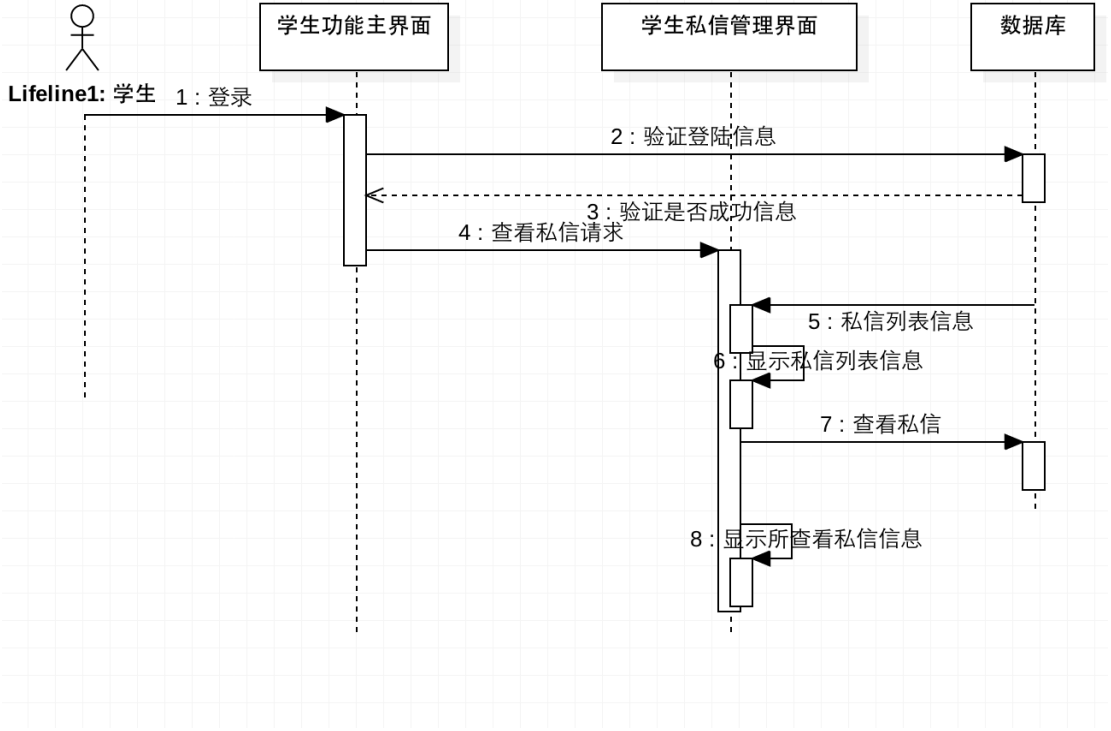 学生功能主界面
学生私信管理界面
数据库
Lifeline1: 学生
1 : 登录
2 : 验证登陆信息
3 : 验证是否成功信息
4 : 查看私信请求
5 : 私信列表信息
6 : 显示私信列表信息
7 : 查看私信
8 : 显示所查看私信信息